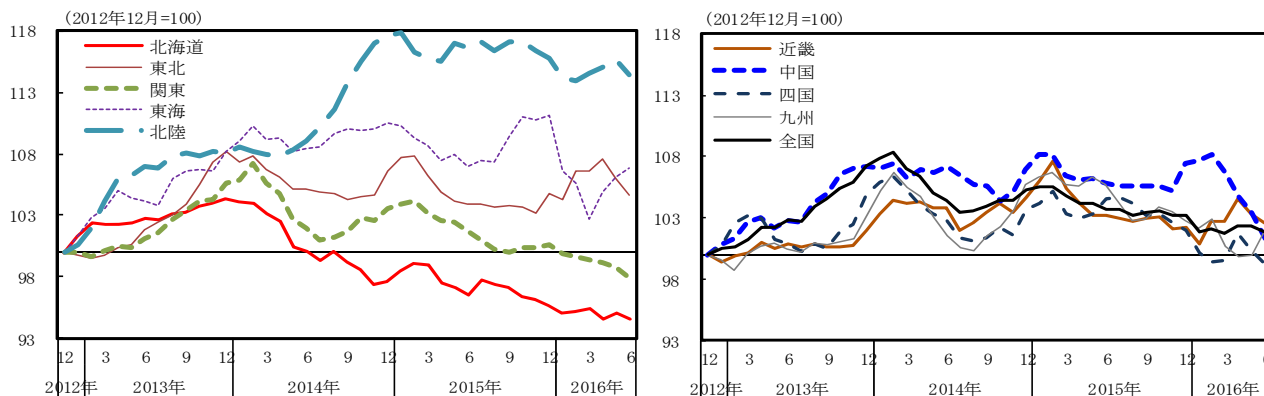 (2012年12月=100)
118
113
108
103
98
93
北海道
東北
関東
東海
北陸
12 3 6 9 12 3 6 9 12 3 6 9 12 3 6
2012年 2013年 2014年 2015年 2016年
(2012年12月=100)
118
113
108
103
98
93
近畿
中国
四国
九州
全国
12 3 6 9 12 3 6 9 12 3 6 9 12 3
2012年 2013年 2014年 2015年 2016年